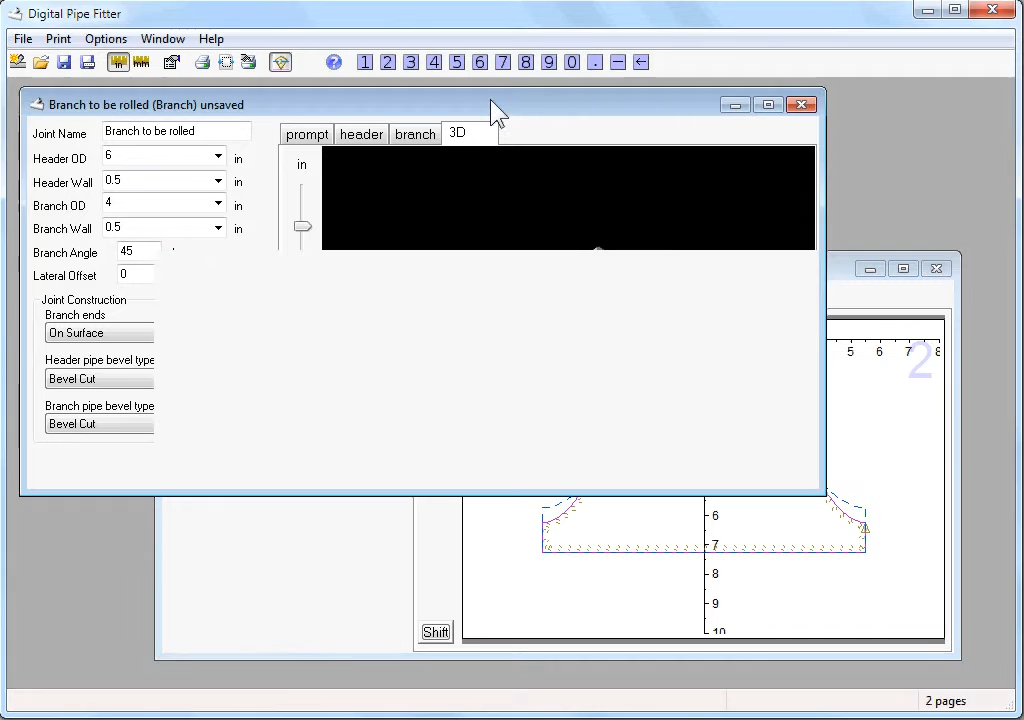 Digital Pipe Fitter
File Print Options Window Help
1 2 3 4 5 6 7 8 9 0 . — ←
Branch to be rolled (Branch) unsaved
Joint Name Branch to be rolled
Header OD 6 in
Header Wall 0.5 in
Branch OD 4 in
Branch Wall 0.5 in
Branch Angle 45 °
Lateral Offset 0
Joint Construction
Branch ends
On Surface
Header pipe bevel type
Bevel Cut
Branch pipe bevel type
Bevel Cut
prompt header branch 3D
in
5 6 7 8
2
6
7
8
9
10
Shift
2 pages